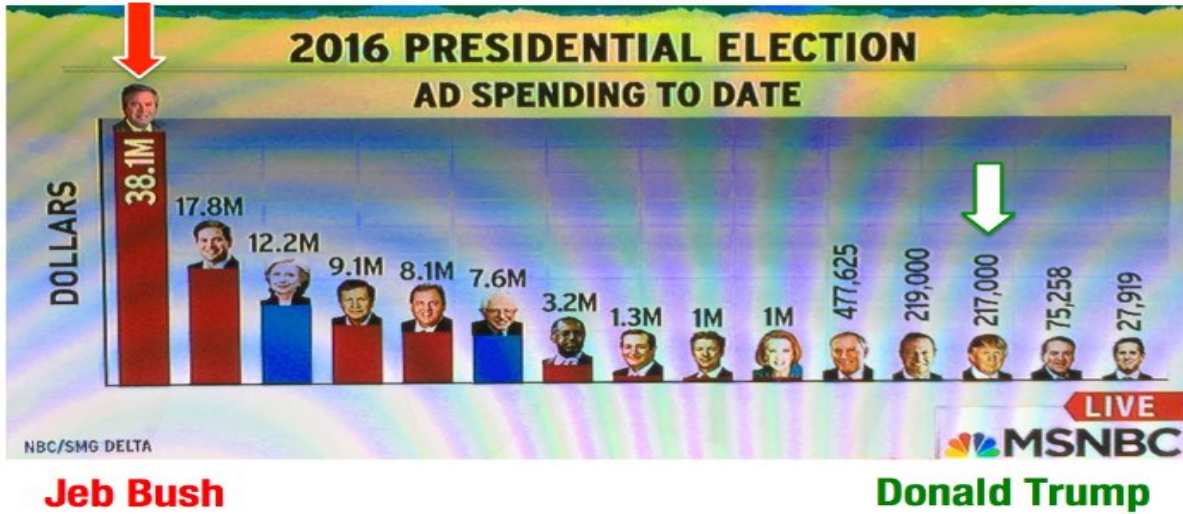 2016 PRESIDENTIAL ELECTION
AD SPENDING TO DATE
DOLLARS
38.1M
17.8M
12.2M
9.1M
8.1M
7.6M
3.2M
1.3M
1M
1M
477,625
219,000
217,000
75,258
27,919
LIVE
NBC/SMG DELTA
MSNBC
Jeb Bush
Donald Trump